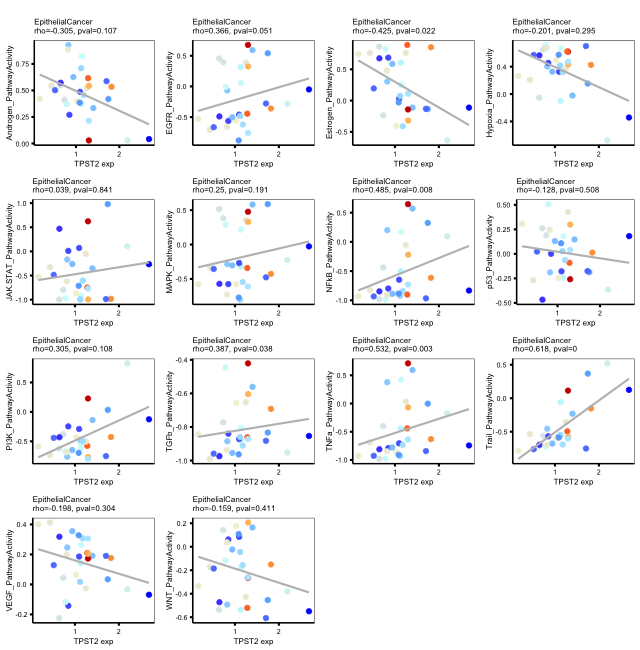 EpithelialCancer
rho=-0.305, pval=0.107
Androgen_PathwayActivity
0.75
0.50
0.25
0.00
1
2
TPST2 exp
EpithelialCancer
rho=0.366, pval=0.051
EGFR_PathwayActivity
0.5
0.0
-0.5
1
2
TPST2 exp
EpithelialCancer
rho=-0.425, pval=0.022
Estrogen_PathwayActivity
0.5
0.0
-0.5
1
2
TPST2 exp
EpithelialCancer
rho=-0.201, pval=0.295
Hypoxia_PathwayActivity
0.4
0.0
-0.4
1
2
TPST2 exp
EpithelialCancer
rho=0.039, pval=0.841
JAK-STAT_PathwayActivity
1.0
0.5
0.0
-0.5
-1.0
1
2
TPST2 exp
EpithelialCancer
rho=0.25, pval=0.191
MAPK_PathwayActivity
0.5
0.0
-0.5
1
2
TPST2 exp
EpithelialCancer
rho=0.485, pval=0.008
NFkB_PathwayActivity
0.5
0.0
-0.5
-1.0
1
2
TPST2 exp
EpithelialCancer
rho=-0.128, pval=0.508
p53_PathwayActivity
0.50
0.25
0.00
-0.25
-0.50
1
2
TPST2 exp
EpithelialCancer
rho=0.305, pval=0.108
PI3K_PathwayActivity
0.5
0.0
-0.5
1
2
TPST2 exp
EpithelialCancer
rho=0.387, pval=0.038
TGFb_PathwayActivity
-0.4
-0.6
-0.8
-1.0
1
2
TPST2 exp
EpithelialCancer
rho=0.532, pval=0.003
TNFa_PathwayActivity
0.5
0.0
-0.5
-1.0
1
2
TPST2 exp
EpithelialCancer
rho=0.618, pval=0
Trail_PathwayActivity
0.5
0.0
-0.5
1
2
TPST2 exp
EpithelialCancer
rho=-0.198, pval=0.304
VEGF_PathwayActivity
0.4
0.2
0.0
-0.2
1
2
TPST2 exp
EpithelialCancer
rho=-0.159, pval=0.411
WNT_PathwayActivity
0.2
0.0
-0.2
-0.4
-0.6
1
2
TPST2 exp